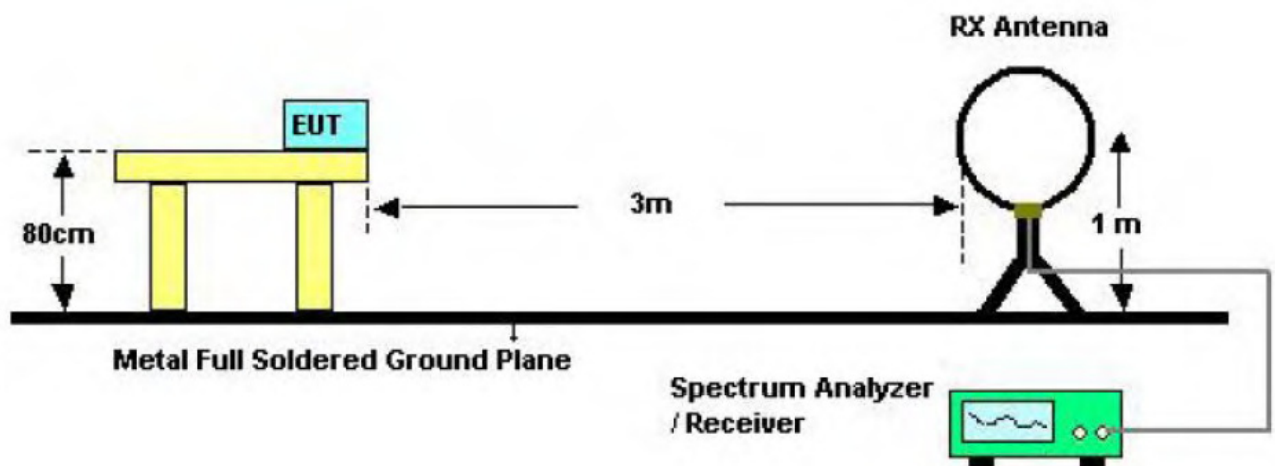 RX Antenna
EUT
80cm
3m
1 m
Metal Full Soldered Ground Plane
Spectrum Analyzer
/ Receiver